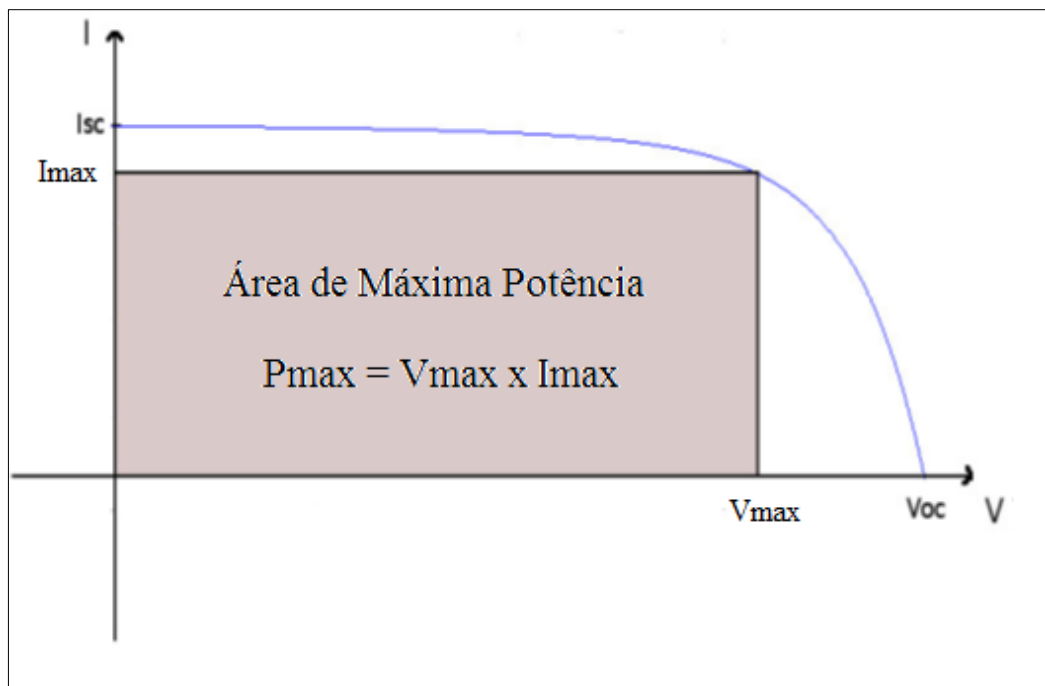 I
Isc
Imax
Área de Máxima Potência
Pmax = Vmax x Imax
Vmax
Voc
V